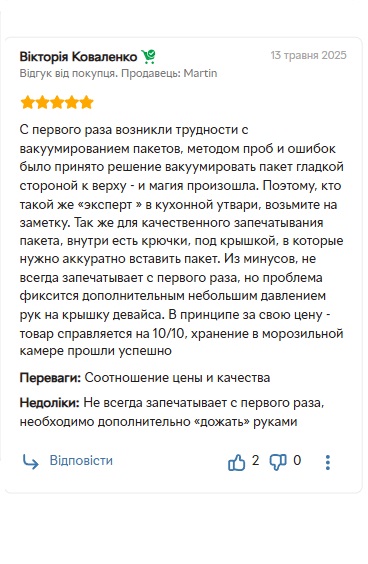 Вікторія Коваленко
13 травня 2025
Відгук від покупця. Продавець: Martin
С первого раза возникли трудности с
вакуумированием пакетов, методом проб и ошибок
было принято решение вакуумировать пакет гладкой
стороной к верху - и магия произошла. Поэтому, кто
такой же «эксперт » в кухонной утвари, возьмите на
заметку. Так же для качественного запечатывания
пакета, внутри есть крючки, под крышкой, в которые
нужно аккуратно вставить пакет. Из минусов, не
всегда запечатывает с первого раза, но проблема
фиксится дополнительным небольшим давлением
рук на крышку девайса. В принципе за свою цену -
товар справляется на 10/10, хранение в морозильной
камере прошли успешно
Переваги: Соотношение цены и качества
Недоліки: Не всегда запечатывает с первого раза,
необходимо дополнительно «дожать» руками
Відповісти
2
0